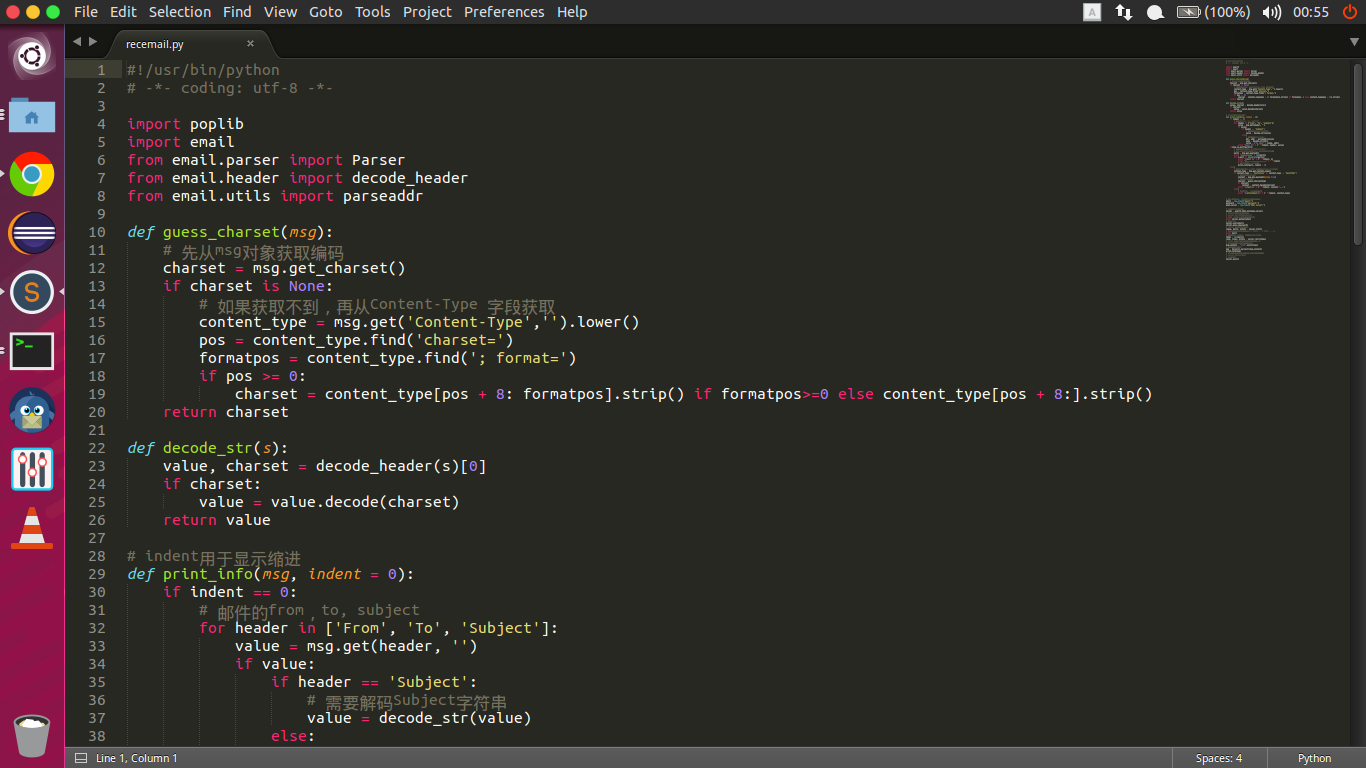 File Edit Selection Find View Goto Tools Project Preferences Help A (100%) 00:55
recemail.py ×
1 #!/usr/bin/python
2 # -*- coding: utf-8 -*-
3
4 import poplib
5 import email
6 from email.parser import Parser
7 from email.header import decode_header
8 from email.utils import parseaddr
9
10 def guess_charset(msg):
11 # 先从msg对象获取编码
12 charset = msg.get_charset()
13 if charset is None:
14 # 如果获取不到，再从Content-Type 字段获取
15 content_type = msg.get('Content-Type','').lower()
16 pos = content_type.find('charset=')
17 formatpos = content_type.find('; format=')
18 if pos >= 0:
19 charset = content_type[pos + 8: formatpos].strip() if formatpos>=0 else content_type[pos + 8:].strip()
20 return charset
21
22 def decode_str(s):
23 value, charset = decode_header(s)[0]
24 if charset:
25 value = value.decode(charset)
26 return value
27
28 # indent用于显示缩进
29 def print_info(msg, indent = 0):
30 if indent == 0:
31 # 邮件的from，to, subject
32 for header in ['From', 'To', 'Subject']:
33 value = msg.get(header, '')
34 if value:
35 if header == 'Subject':
36 # 需要解码Subject字符串
37 value = decode_str(value)
38 else:
Line 1, Column 1 Spaces: 4 Python